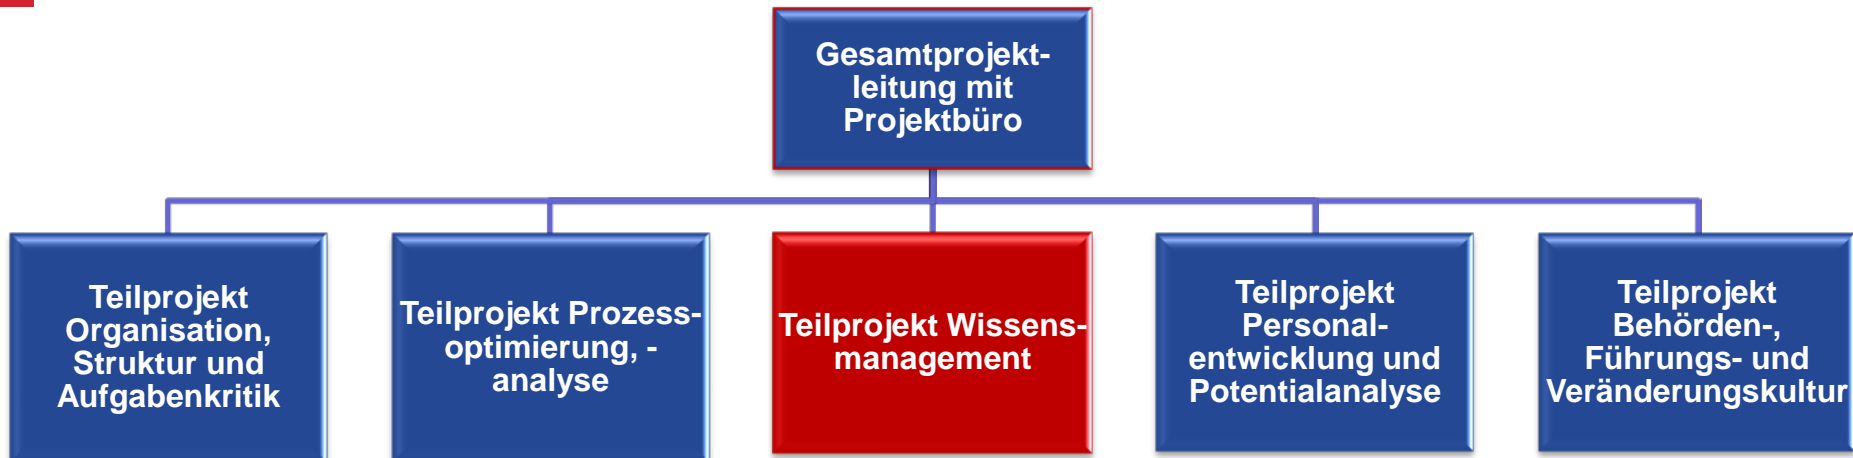 Gesamtprojekt-
leitung mit
Projektbüro
Teilprojekt
Organisation,
Struktur und
Aufgabenkritik
Teilprojekt Prozess-
optimierung, -
analyse
Teilprojekt Wissens-
management
Teilprojekt
Personal-
entwicklung und
Potentialanalyse
Teilprojekt
Behörden-,
Führungs- und
Veränderungskultur